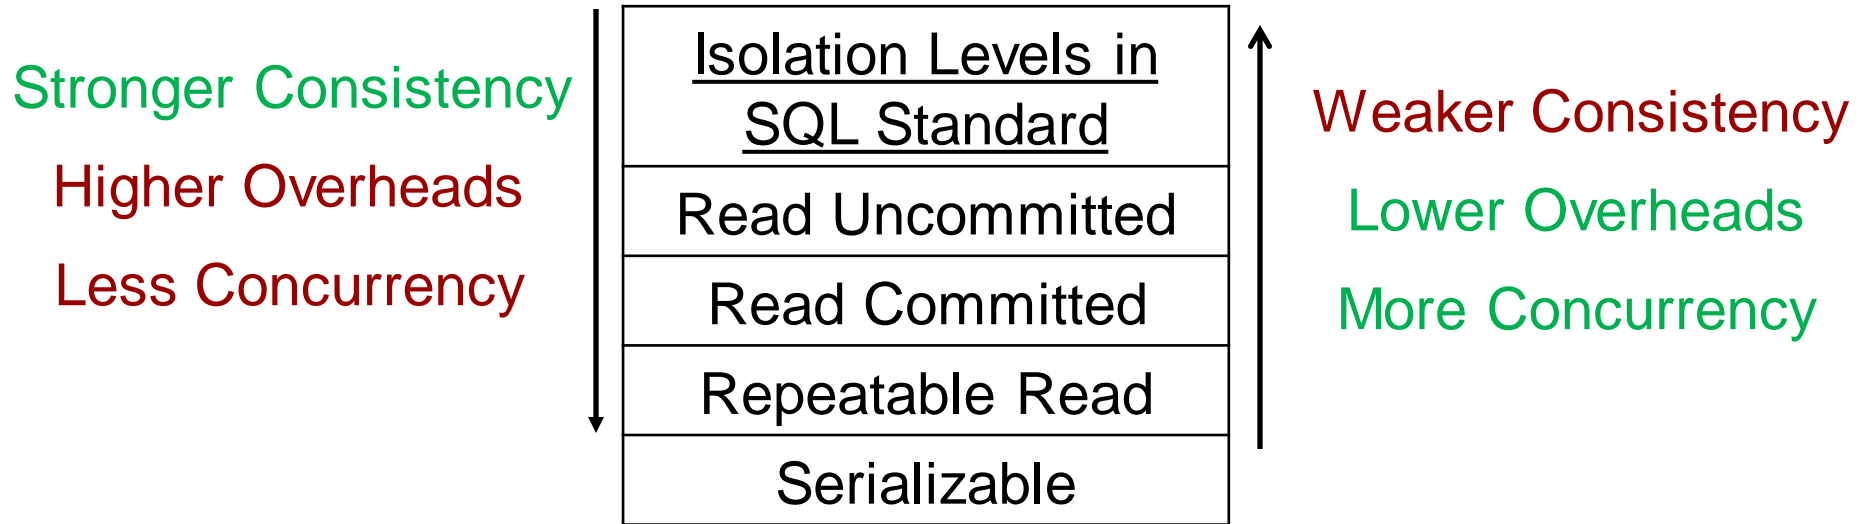 Stronger Consistency
Higher Overheads
Less Concurrency
Isolation Levels in
SQL Standard
Read Uncommitted
Read Committed
Repeatable Read
Serializable
Weaker Consistency
Lower Overheads
More Concurrency